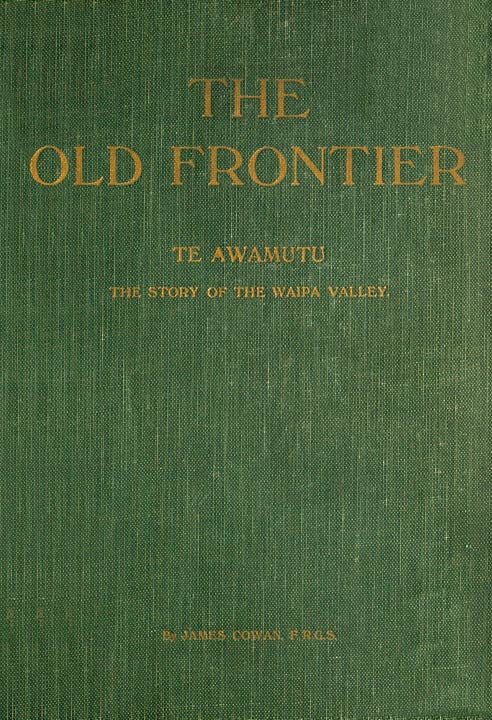 THE
OLD FRONTIER
TE AWAMUTU
THE STORY OF THE WAIPA VALLEY.
By JAMES COWAN, F.R.G.S.